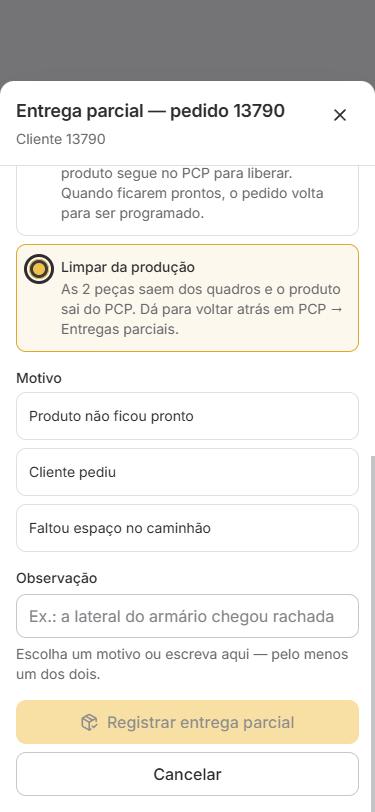 Entrega parcial — pedido 13790
Cliente 13790
produto segue no PCP para liberar.
Quando ficarem prontos, o pedido volta
para ser programado.
Limpar da produção
As 2 peças saem dos quadros e o produto
sai do PCP. Dá para voltar atrás em PCP →
Entregas parciais.
Motivo
Produto não ficou pronto
Cliente pediu
Faltou espaço no caminhão
Observação
Ex.: a lateral do armário chegou rachada
Escolha um motivo ou escreva aqui — pelo menos
um dos dois.
Registrar entrega parcial
Cancelar